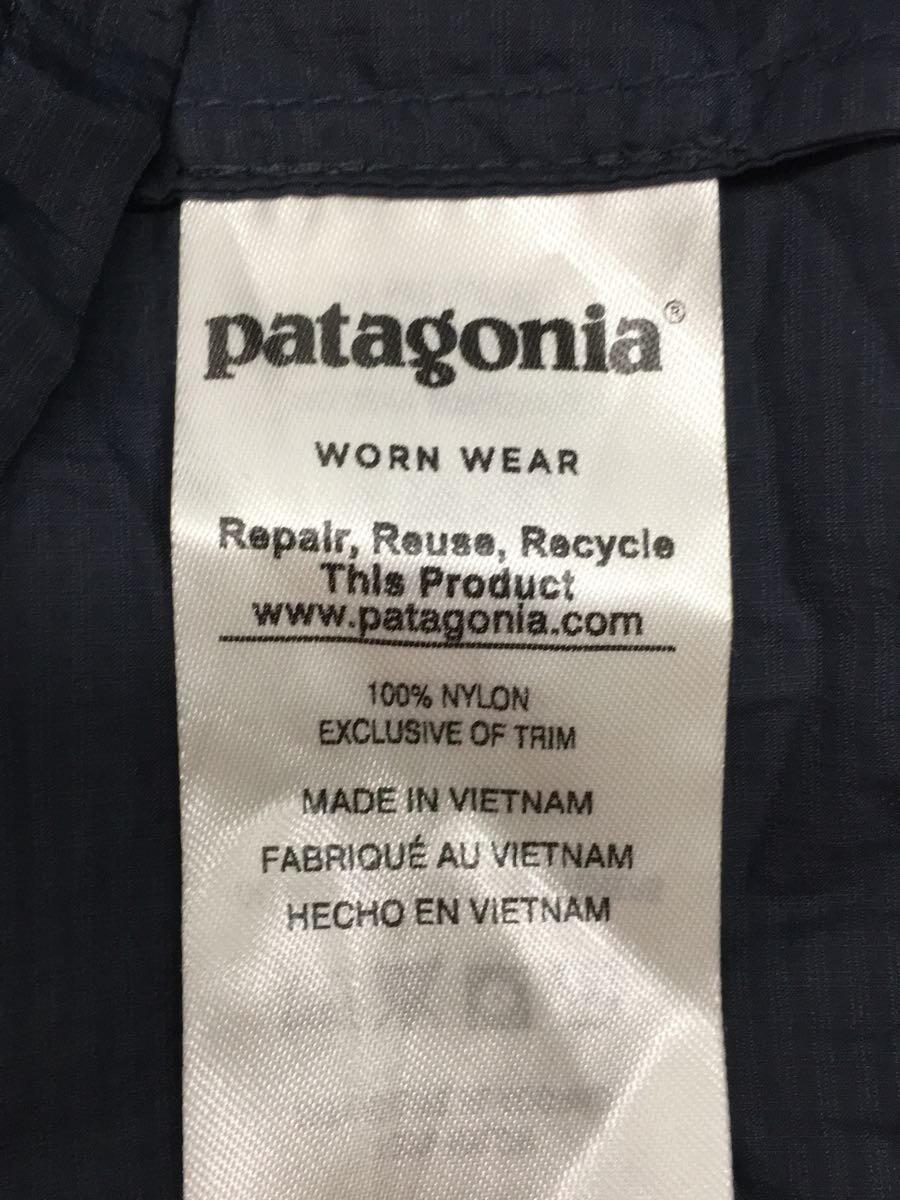 patagonia®
WORN WEAR
Repair, Reuse, Recycle
This Product
www.patagonia.com
100% NYLON
EXCLUSIVE OF TRIM
MADE IN VIETNAM
FABRIQUÉ AU VIETNAM
HECHO EN VIETNAM